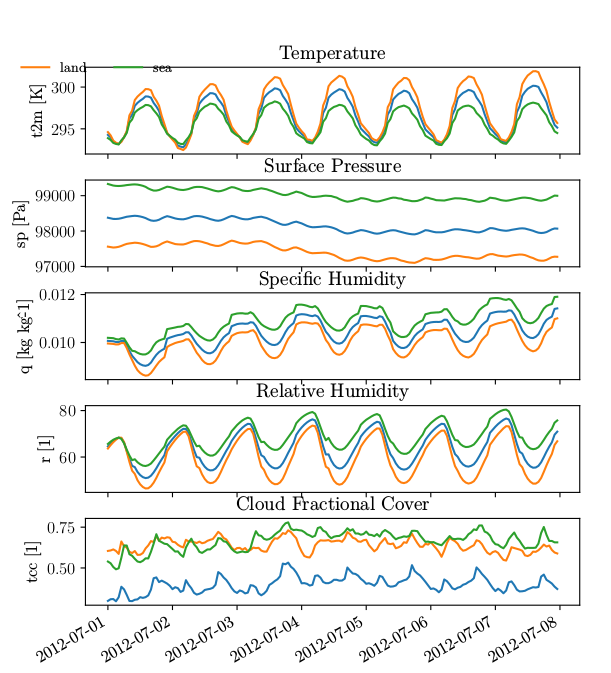 Temperature
land sea
300
295
t2m [K]
Surface Pressure
99000
98000
97000
sp [Pa]
Specific Humidity
0.012
0.010
q [kg kg-1]
Relative Humidity
80
60
r [1]
Cloud Fractional Cover
0.75
0.50
tcc [1]
2012-07-01 2012-07-02 2012-07-03 2012-07-04 2012-07-05 2012-07-06 2012-07-07 2012-07-08